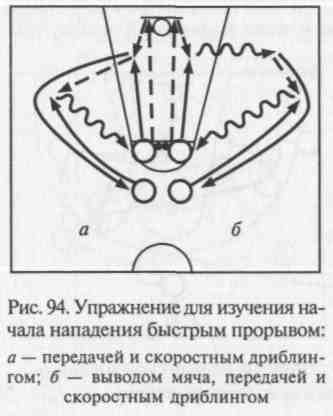 а
б
Рис. 94. Упражнение для изучения на-
чала нападения быстрым прорывом:
а — передачей и скоростным дриблин-
гом; б — выводом мяча, передачей и
скоростным дриблингом